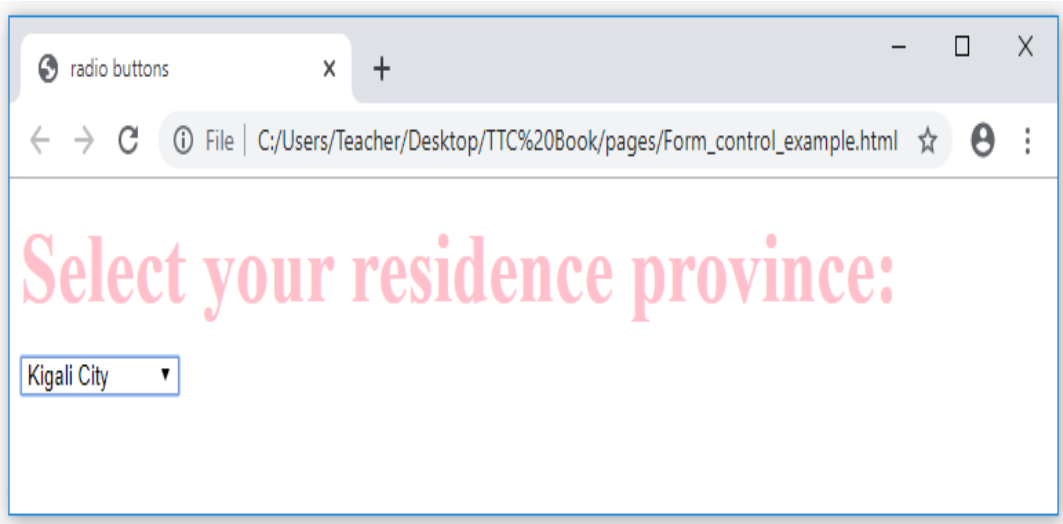 radio buttons
File C:/Users/Teacher/Desktop/TTC%20Book/pages/Form_control_example.html
Select your residence province:
Kigali City